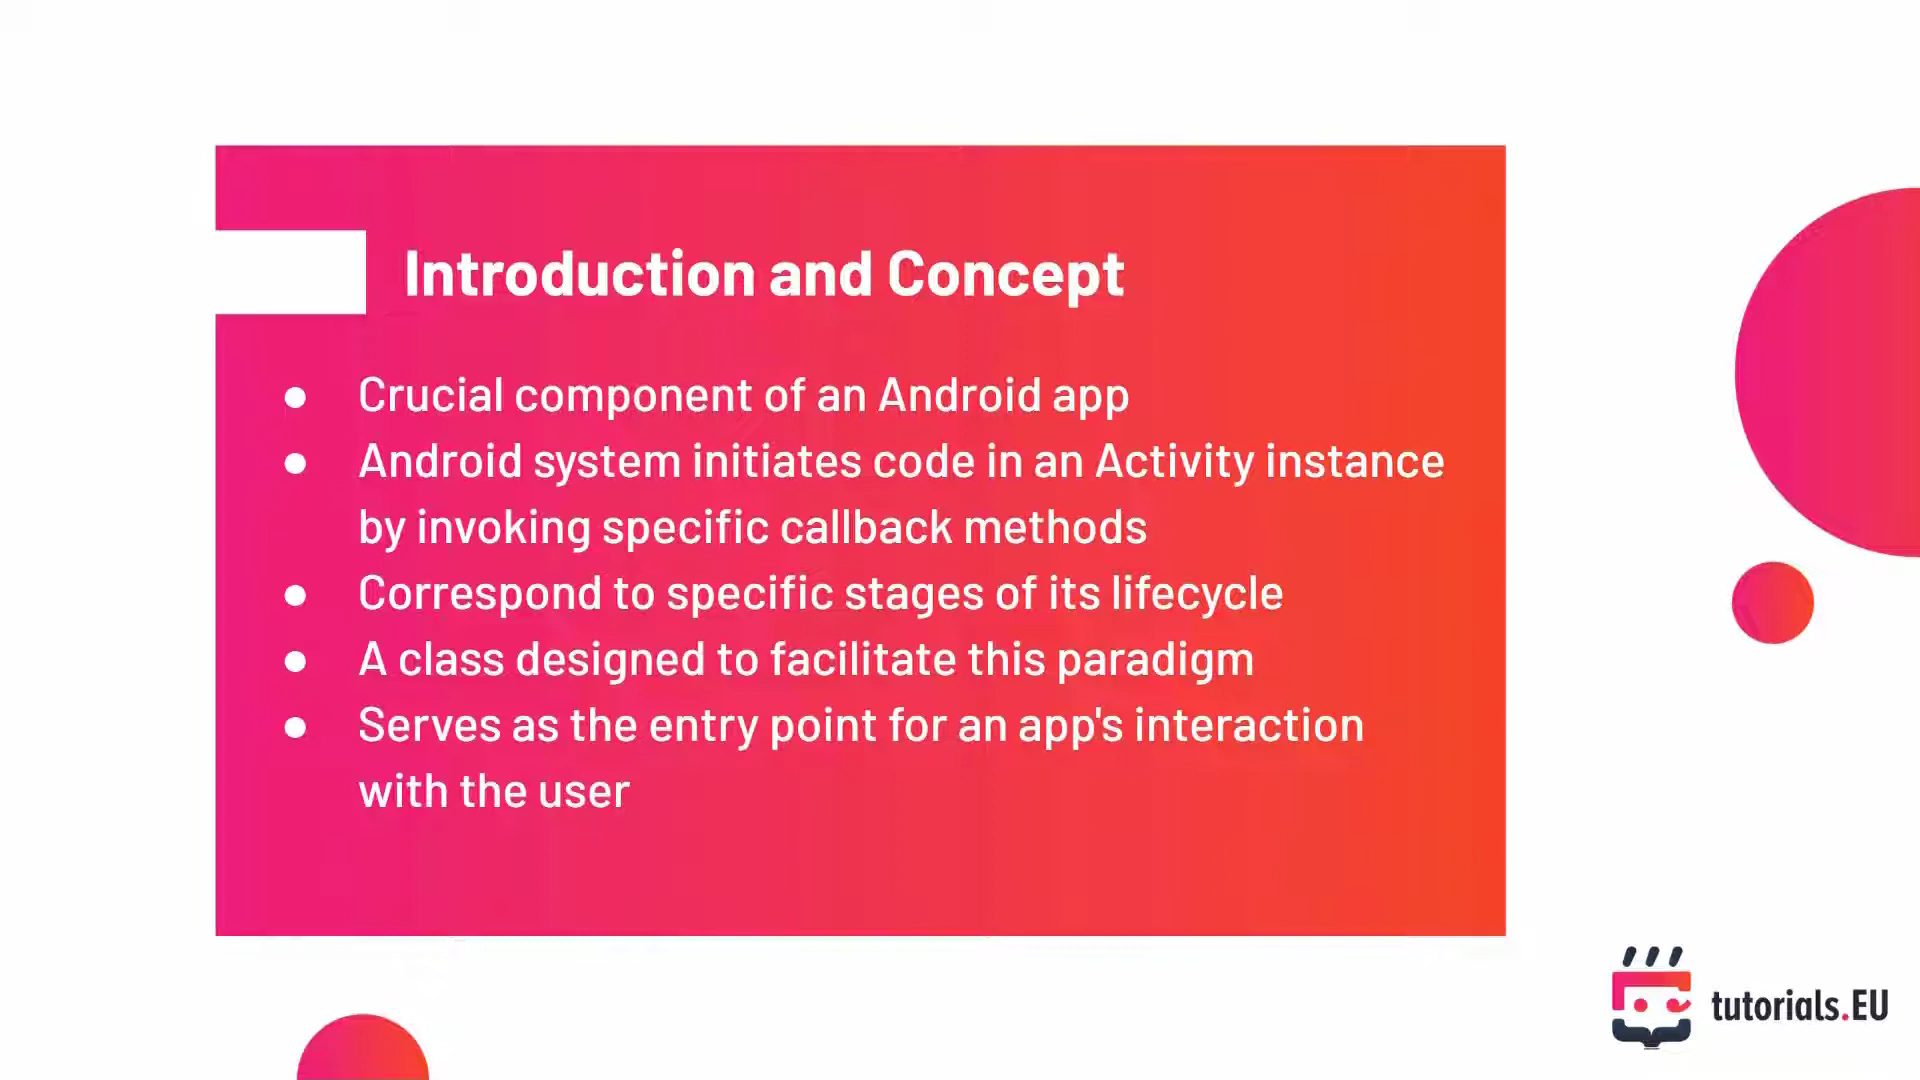 Introduction and Concept
● Crucial component of an Android app
● Android system initiates code in an Activity instance
by invoking specific callback methods
● Correspond to specific stages of its lifecycle
● A class designed to facilitate this paradigm
● Serves as the entry point for an app's interaction
with the user
tutorials.EU